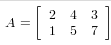 A = [ 2 4 3
1 5 7 ]